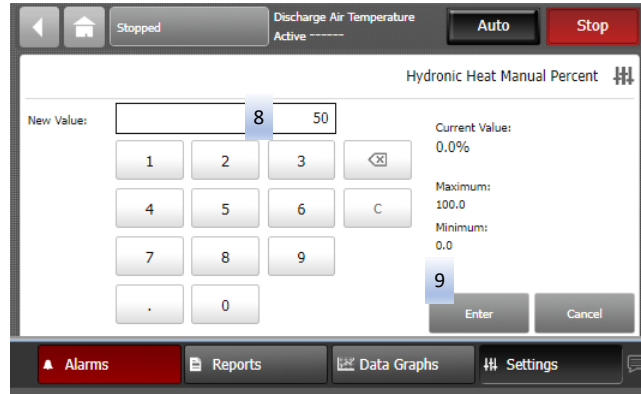 Stopped
Discharge Air Temperature
Active ------
Auto
Stop
Hydronic Heat Manual Percent
New Value:
8
50
Current Value:
0.0%
1 2 3
Maximum:
100.0
4 5 6 C
Minimum:
0.0
7 8 9
9
. 0
Enter
Cancel
Alarms
Reports
Data Graphs
Settings